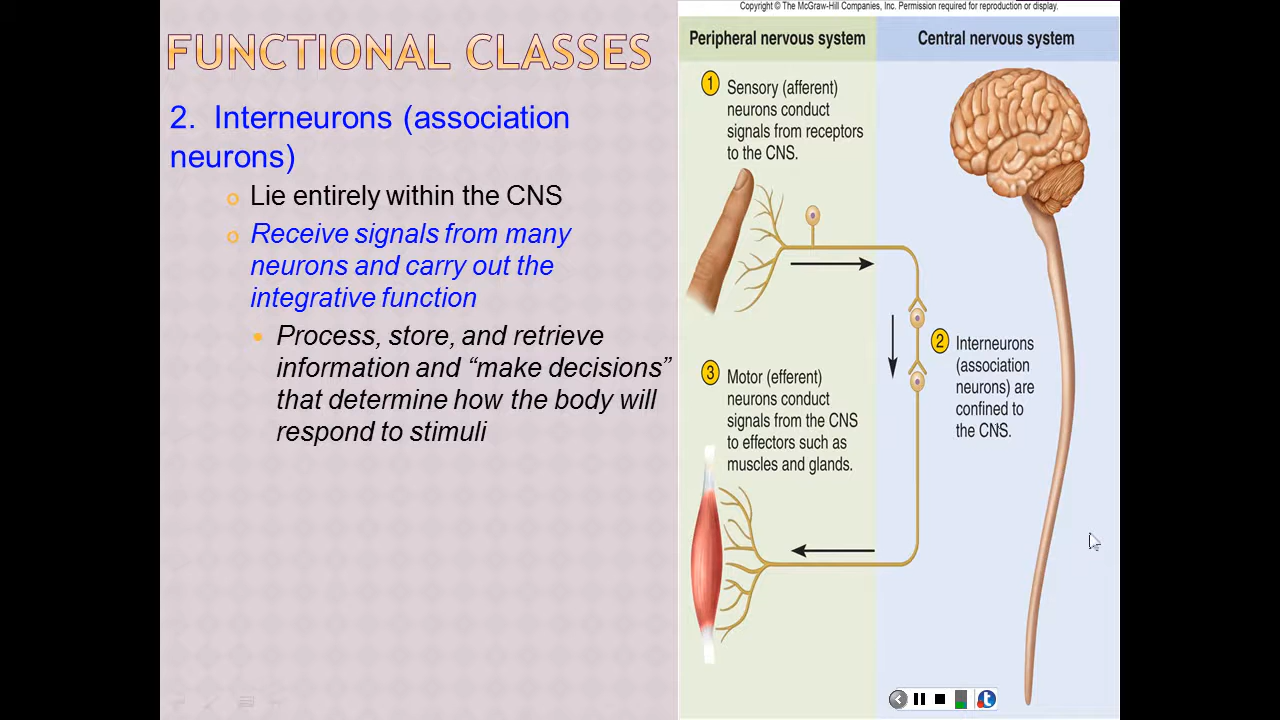 FUNCTIONAL CLASSES
2. Interneurons (association
neurons)
Lie entirely within the CNS
Receive signals from many
neurons and carry out the
integrative function
Process, store, and retrieve
information and “make decisions”
that determine how the body will
respond to stimuli
Copyright © The McGraw-Hill Companies, Inc. Permission required for reproduction or display.
Peripheral nervous system
Central nervous system
1 Sensory (afferent)
neurons conduct
signals from receptors
to the CNS.
2 Interneurons
(association
neurons) are
confined to
the CNS.
3 Motor (efferent)
neurons conduct
signals from the CNS
to effectors such as
muscles and glands.
t